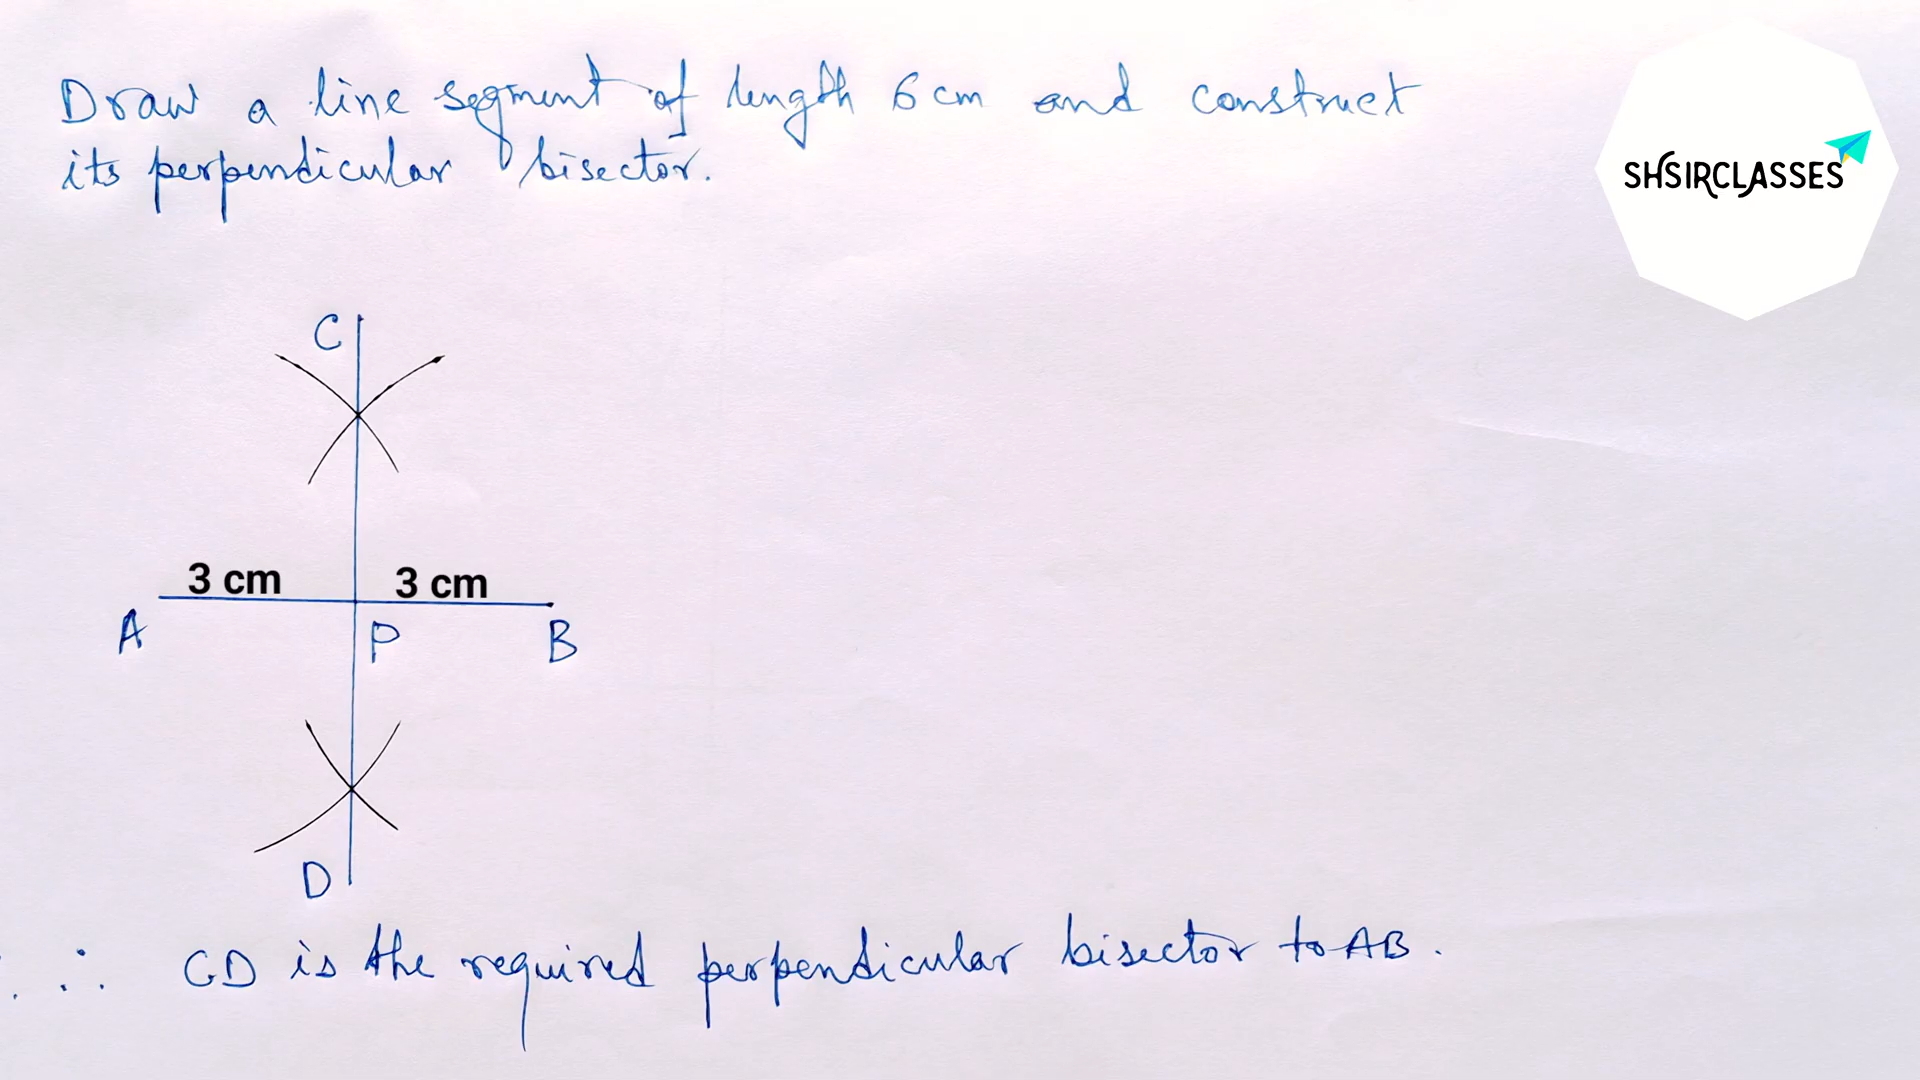 Draw a line segment of length 6 cm and construct
its perpendicular bisector.
SHSIRCLASSES
C
3 cm 3 cm
A P B
D
∴ CD is the required perpendicular bisector to AB.